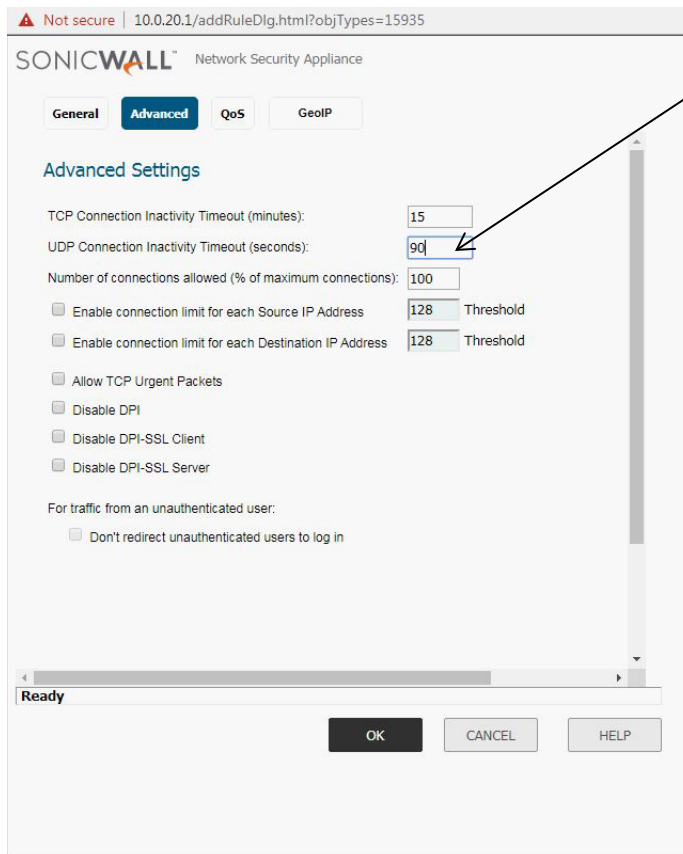 Not secure | 10.0.20.1/addRuleDlg.html?objTypes=15935
SONICWALL™ Network Security Appliance
General Advanced QoS GeoIP
Advanced Settings
TCP Connection Inactivity Timeout (minutes): 15
UDP Connection Inactivity Timeout (seconds): 90
Number of connections allowed (% of maximum connections): 100
Enable connection limit for each Source IP Address 128 Threshold
Enable connection limit for each Destination IP Address 128 Threshold
Allow TCP Urgent Packets
Disable DPI
Disable DPI-SSL Client
Disable DPI-SSL Server
For traffic from an unauthenticated user:
Don't redirect unauthenticated users to log in
Ready
OK CANCEL HELP